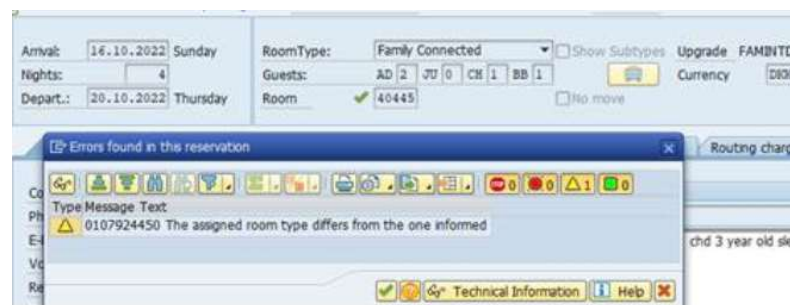 Arrival: 16.10.2022 Sunday RoomType: Family Connected Show Subtypes Upgrade
Nights: 4 Guests: AD 2 JU 0 CH 1 BB 1 Currency
Depart.: 20.10.2022 Thursday Room 40445 No move
Errors found in this reservation
Routing charg
0 0 1 0
Type Message Text
0107924450 The assigned room type differs from the one informed
chd 3 year old sle
Technical Information Help